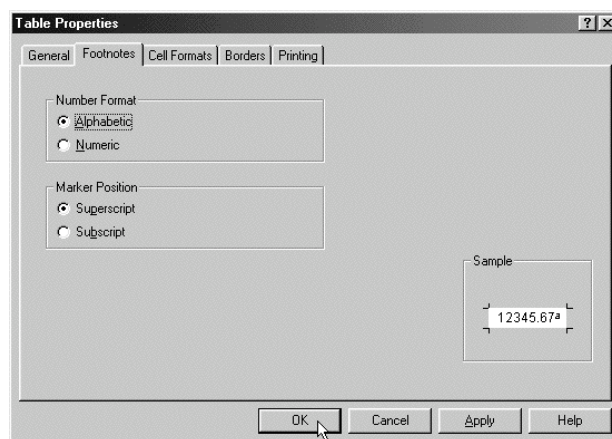 Table Properties
General Footnotes Cell Formats Borders Printing
Number Format
Alphabetic
Numeric
Marker Position
Superscript
Subscript
Sample
12345.67a
OK Cancel Apply Help